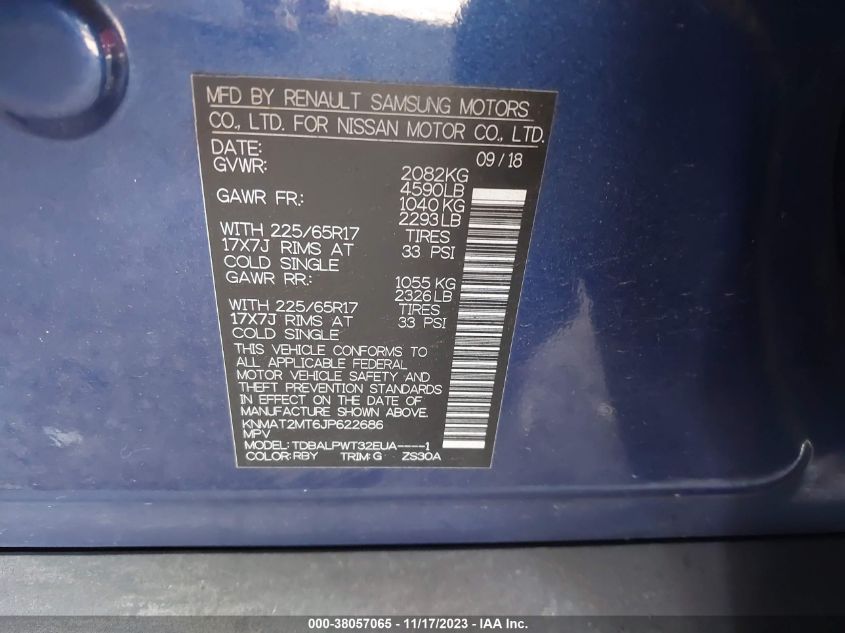 MFD BY RENAULT SAMSUNG MOTORS
CO., LTD. FOR NISSAN MOTOR CO., LTD.
DATE: 09/18
GVWR: 2082KG
4590LB
GAWR FR.: 1040 KG
2293LB
WITH 225/65R17 TIRES
17X7J RIMS AT 33 PSI
COLD SINGLE
GAWR RR.: 1055 KG
2326LB
WITH 225/65R17 TIRES
17X7J RIMS AT 33 PSI
COLD SINGLE
THIS VEHICLE CONFORMS TO
ALL APPLICABLE FEDERAL
MOTOR VEHICLE SAFETY AND
THEFT PREVENTION STANDARDS
IN EFFECT ON THE DATE OF
MANUFACTURE SHOWN ABOVE.
KNMAT2MT6JP622686
MPV
MODEL:TDBALPWT32EUA----1
COLOR:RBY TRIM:G ZS30A
000-38057065 - 11/17/2023 - IAA Inc.